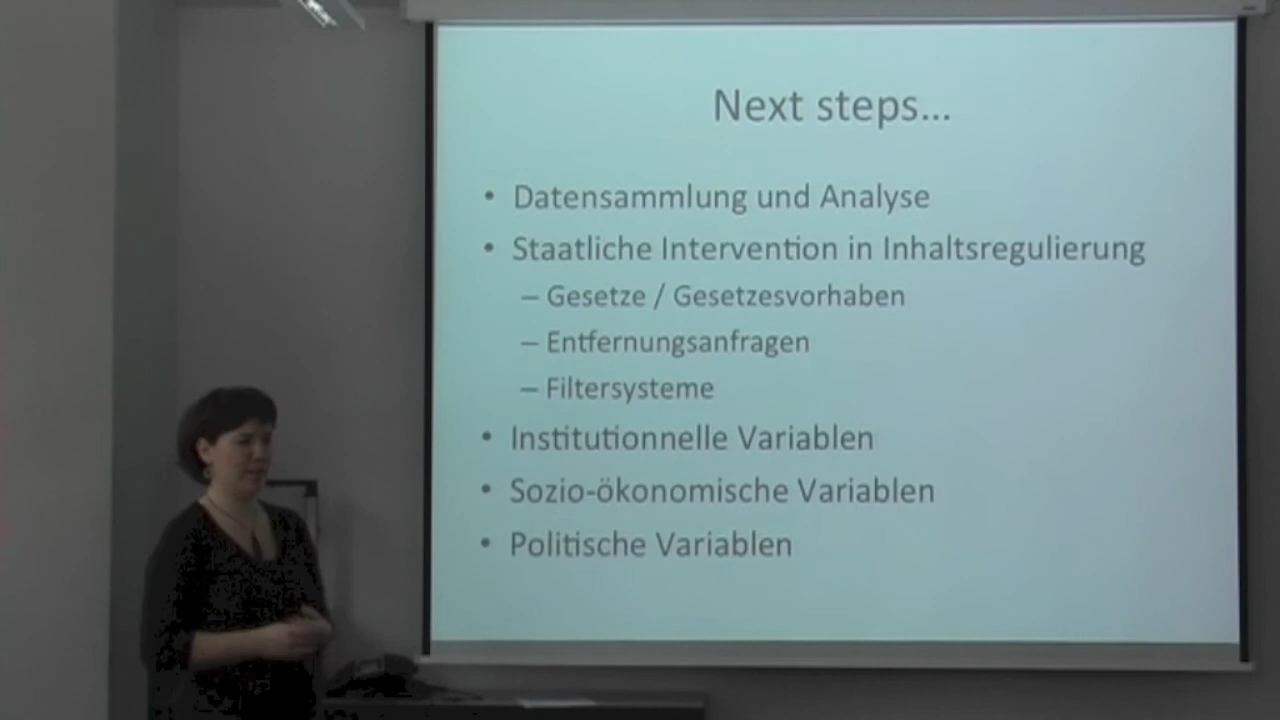 Next steps...
• Datensammlung und Analyse
• Staatliche Intervention in Inhaltsregulierung
– Gesetze / Gesetzesvorhaben
– Entfernungsanfragen
– Filtersysteme
• Institutionnelle Variablen
• Sozio-ökonomische Variablen
• Politische Variablen